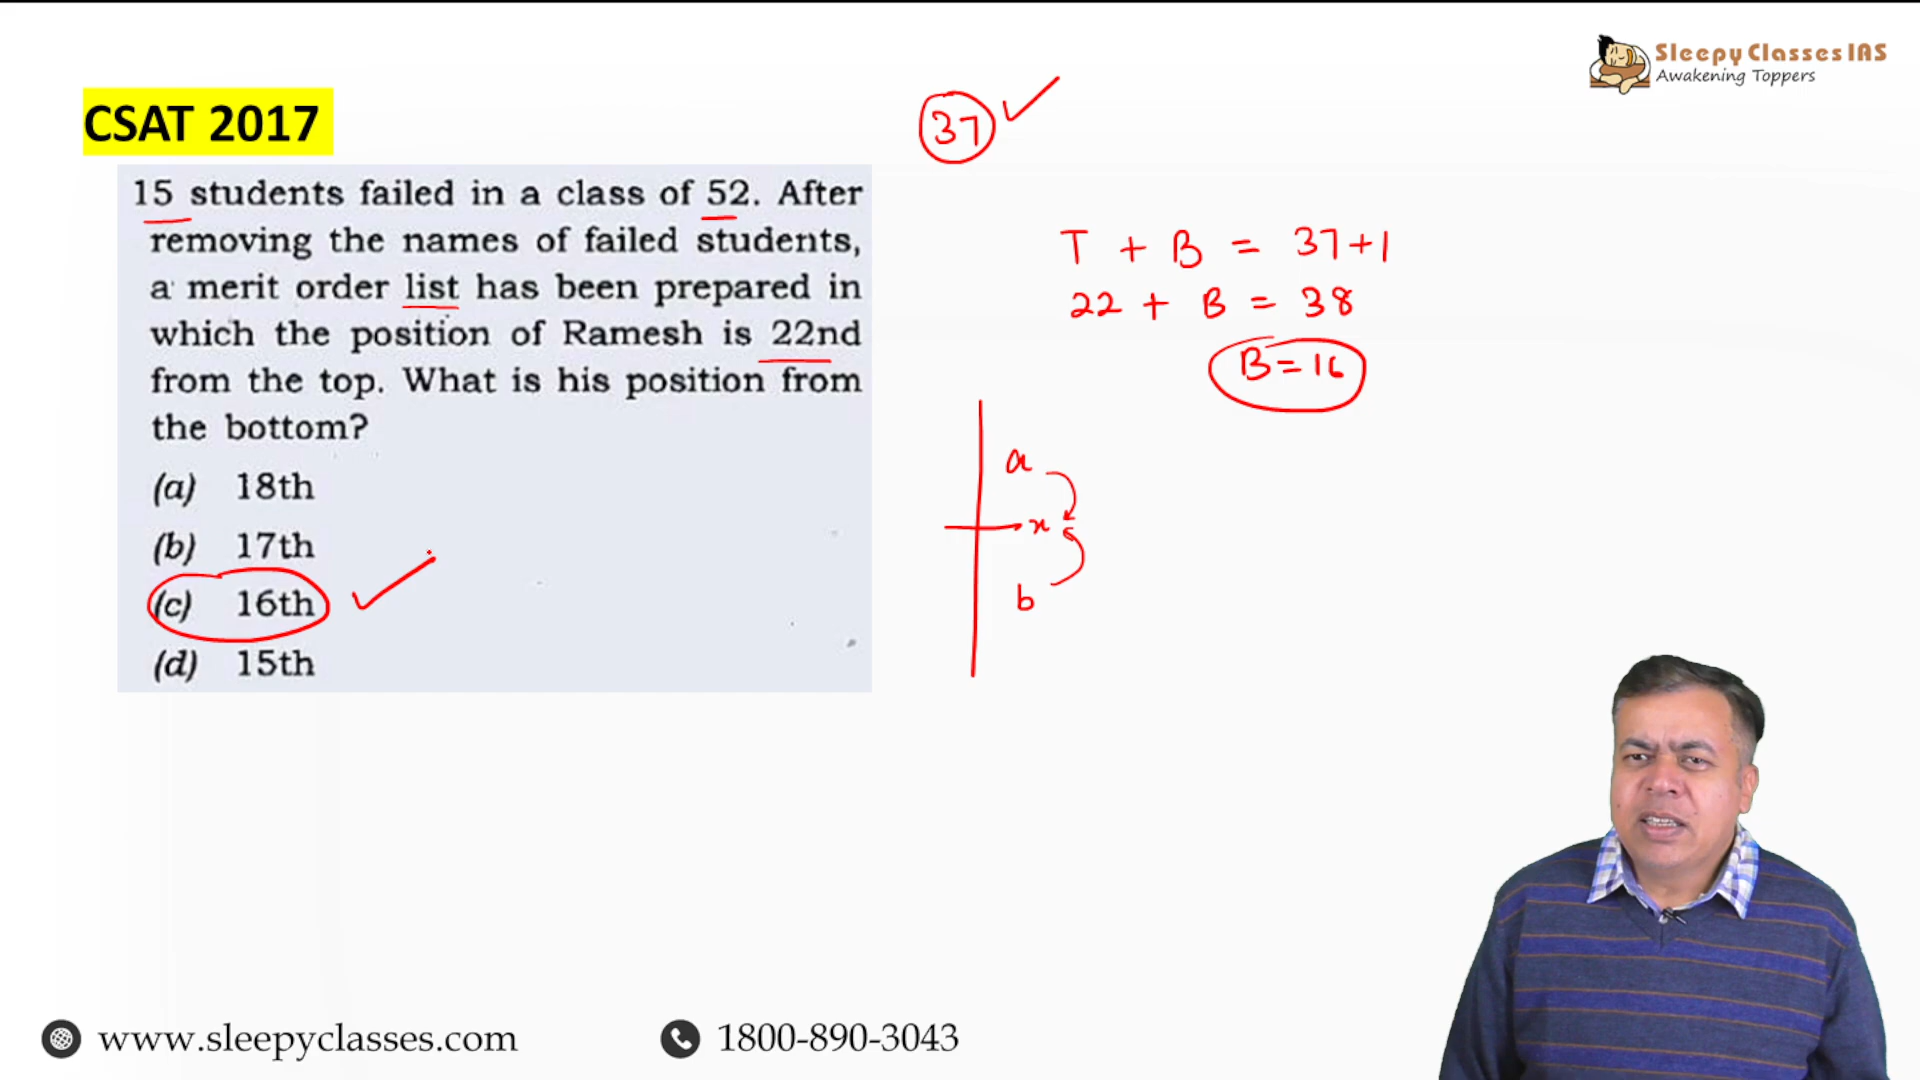 Sleepy Classes IAS
Awakening Toppers
CSAT 2017
37
15 students failed in a class of 52. After
removing the names of failed students,
a merit order list has been prepared in
which the position of Ramesh is 22nd
from the top. What is his position from
the bottom?
(a) 18th
(b) 17th
(c) 16th
(d) 15th
T + B = 37+1
22 + B = 38
B = 16
a
x
b
www.sleepyclasses.com
1800-890-3043